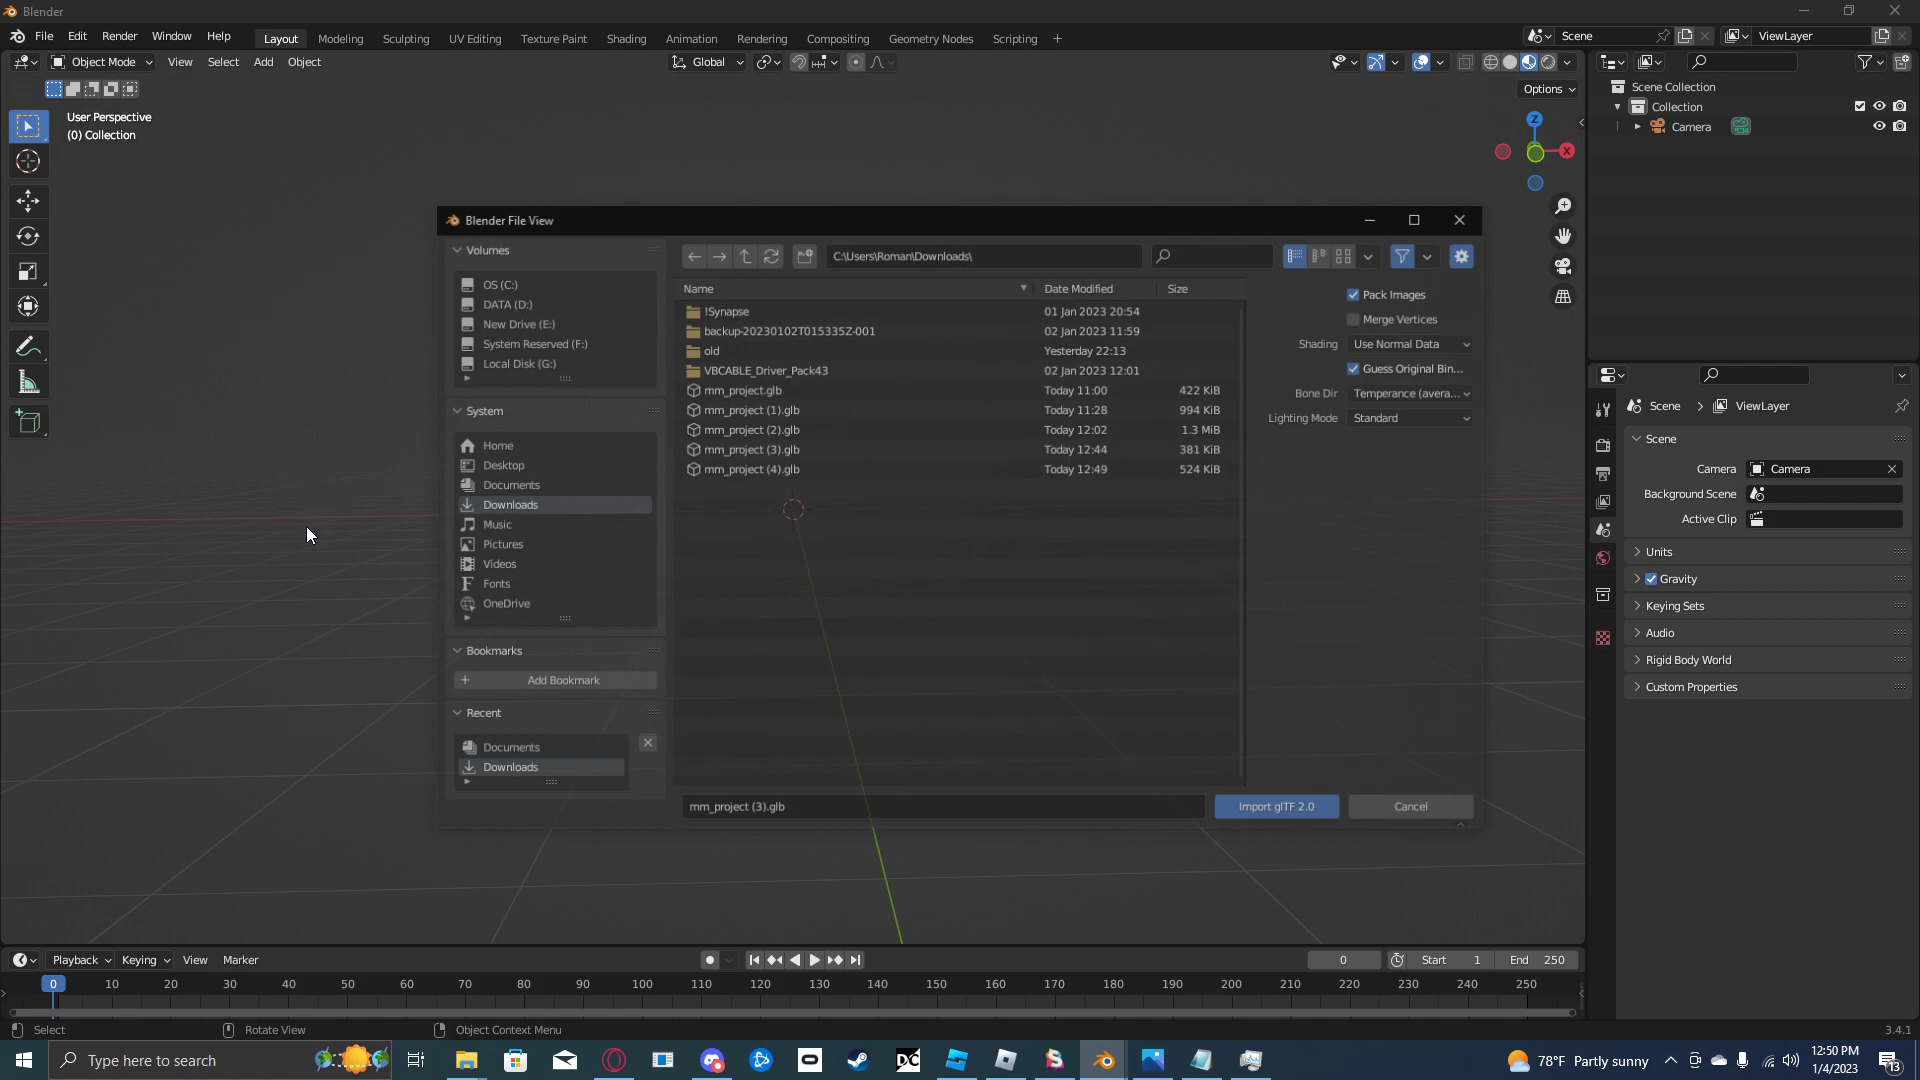 Blender
File Edit Render Window Help
Layout Modeling Sculpting UV Editing Texture Paint Shading Animation Rendering Compositing Geometry Nodes Scripting +
Scene
ViewLayer
Object Mode View Select Add Object
Global
Options
User Perspective
(0) Collection
Z
X
Scene Collection
Collection
Camera
Blender File View
Volumes
OS (C:)
DATA (D:)
New Drive (E:)
System Reserved (F:)
Local Disk (G:)
System
Home
Desktop
Documents
Downloads
Music
Pictures
Videos
Fonts
OneDrive
Bookmarks
Add Bookmark
Recent
Documents
Downloads
C:\Users\Roman\Downloads\
Name Date Modified Size
!Synapse 01 Jan 2023 20:54
backup-20230102T015335Z-001 02 Jan 2023 11:59
old Yesterday 22:13
VBCABLE_Driver_Pack43 02 Jan 2023 12:01
mm_project.glb Today 11:00 422 KiB
mm_project (1).glb Today 11:28 994 KiB
mm_project (2).glb Today 12:02 1.3 MiB
mm_project (3).glb Today 12:44 381 KiB
mm_project (4).glb Today 12:49 524 KiB
Pack Images
Merge Vertices
Shading Use Normal Data
Guess Original Bin...
Bone Dir Temperance (avera...
Lighting Mode Standard
mm_project (3).glb Import glTF 2.0 Cancel
Scene > ViewLayer
Scene
Camera Camera
Background Scene
Active Clip
Units
Gravity
Keying Sets
Audio
Rigid Body World
Custom Properties
Playback Keying View Marker
0 Start 1 End 250
0 10 20 30 40 50 60 70 80 90 100 110 120 130 140 150 160 170 180 190 200 210 220 230 240 250
Select Rotate View Object Context Menu
3.4.1
Type here to search
DC
78°F Partly sunny
12:50 PM
1/4/2023
13